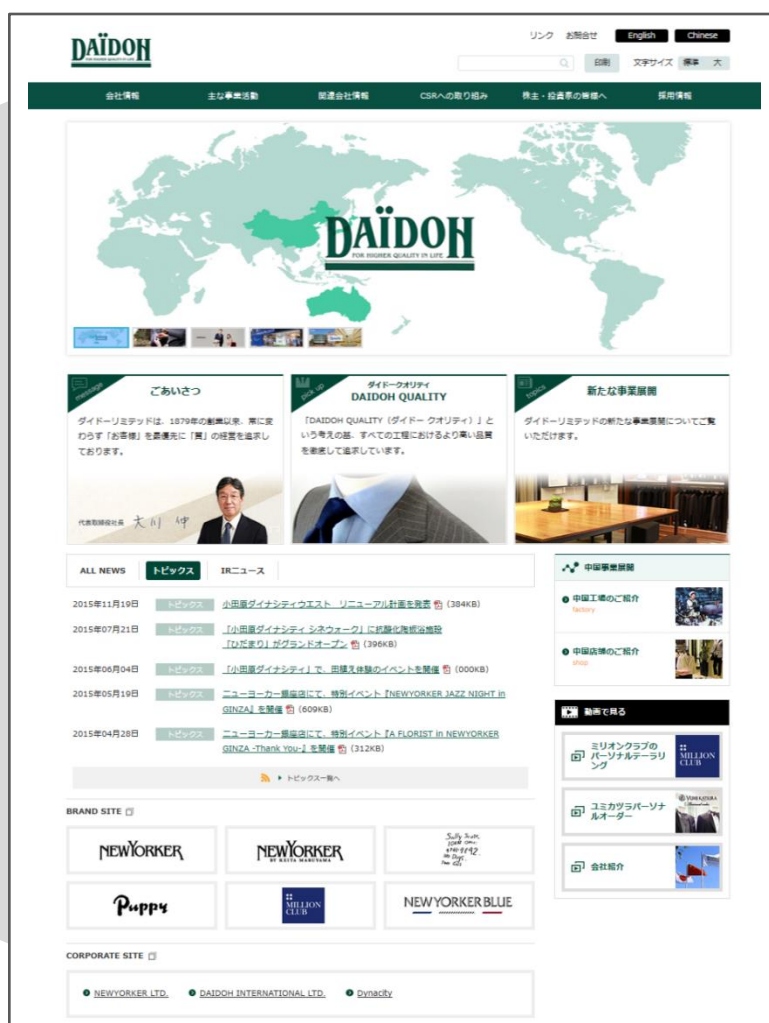 DAÏDOH
FOR HIGHER QUALITY IN LIFE
リンク お問合せ English Chinese
印刷 文字サイズ 標準 大
会社情報 主な事業活動 関連会社情報 CSRへの取り組み 株主・投資家の皆様へ 採用情報
DAÏDOH
FOR HIGHER QUALITY IN LIFE
message
ごあいさつ
ダイドーリミテッドは、1879年の創業以来、常に変
わらず「お客様」を最優先に「質」の経営を追求し
ております。
代表取締役社長 大川 伸
pick up
ダイドークオリティ
DAIDOH QUALITY
「DAIDOH QUALITY（ダイドー クオリティ）」と
いう考えの基、すべての工程におけるより高い品質
を徹底して追求しています。
topics
新たな事業展開
ダイドーリミテッドの新たな事業展開についてご覧
いただけます。
ALL NEWS トピックス IRニュース
2015年11月19日 トピックス 小田原ダイナシティウエスト リニューアル計画を発表 (384KB)
2015年07月21日 トピックス 「小田原ダイナシティ シネウォーク」に抗酸化陶板浴施設
「ひだまり」がグランドオープン (396KB)
2015年06月04日 トピックス 「小田原ダイナシティ」で、田植え体験のイベントを開催 (000KB)
2015年05月19日 トピックス ニューヨーカー銀座店にて、特別イベント『NEWYORKER JAZZ NIGHT in
GINZA』を開催 (609KB)
2015年04月28日 トピックス ニューヨーカー銀座店にて、特別イベント『A FLORIST in NEWYORKER
GINZA -Thank You-』を開催 (312KB)
トピックス一覧へ
中国事業展開
中国工場のご紹介
factory
中国店舗のご紹介
shop
動画で見る
ミリオンクラブの
パーソナルテーラリ
ング
MILLION
CLUB
ユミカツラパーソナ
ルオーダー
YUMI KATSURA
会社紹介
BRAND SITE
NEWYORKER
NEWYORKER
BY KEITA MARUYAMA
Puppy
MILLION
CLUB
NEWYORKER BLUE
CORPORATE SITE
NEWYORKER LTD. DAIDOH INTERNATIONAL LTD. Dynacity